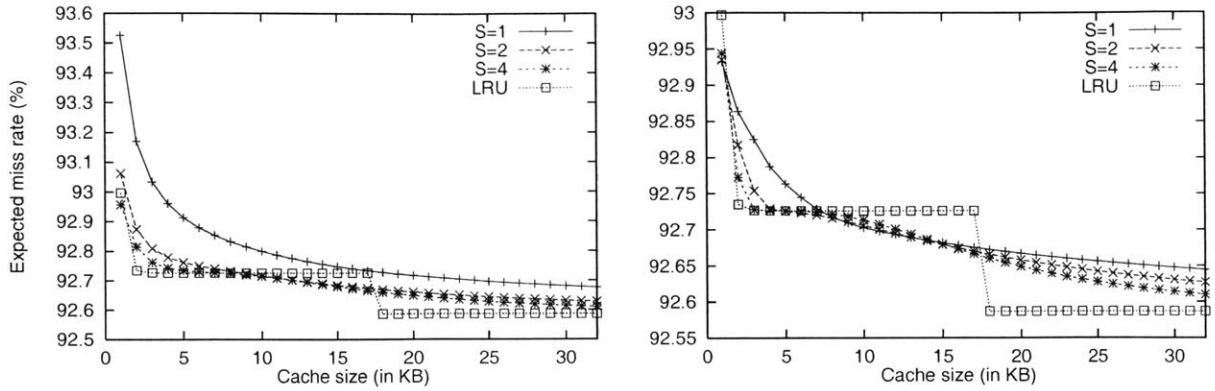 Expected miss rate (%)
93.6
93.5
93.4
93.3
93.2
93.1
93
92.9
92.8
92.7
92.6
92.5
0 5 10 15 20 25 30
Cache size (in KB)
S=1
S=2
S=4
LRU
93
92.95
92.9
92.85
92.8
92.75
92.7
92.65
92.6
92.55
0 5 10 15 20 25 30
Cache size (in KB)
S=1
S=2
S=4
LRU